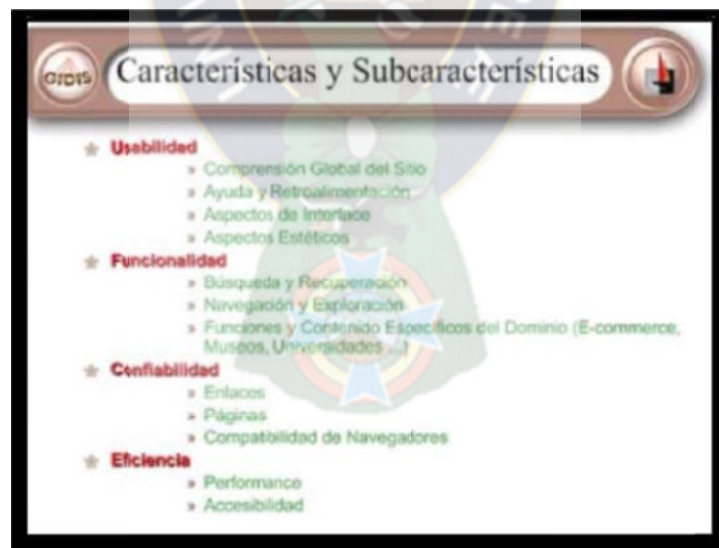 GIDIS
Características y Subcaracterísticas
Usabilidad
» Comprensión Global del Sitio
» Ayuda y Retroalimentación
» Aspectos de Interface
» Aspectos Estéticos
Funcionalidad
» Búsqueda y Recuperación
» Navegación y Exploración
» Funciones y Contenido Específicos del Dominio (E-commerce,
Museos, Universidades ...)
Confiabilidad
» Enlaces
» Páginas
» Compatibilidad de Navegadores
Eficiencia
» Performance
» Accesibilidad